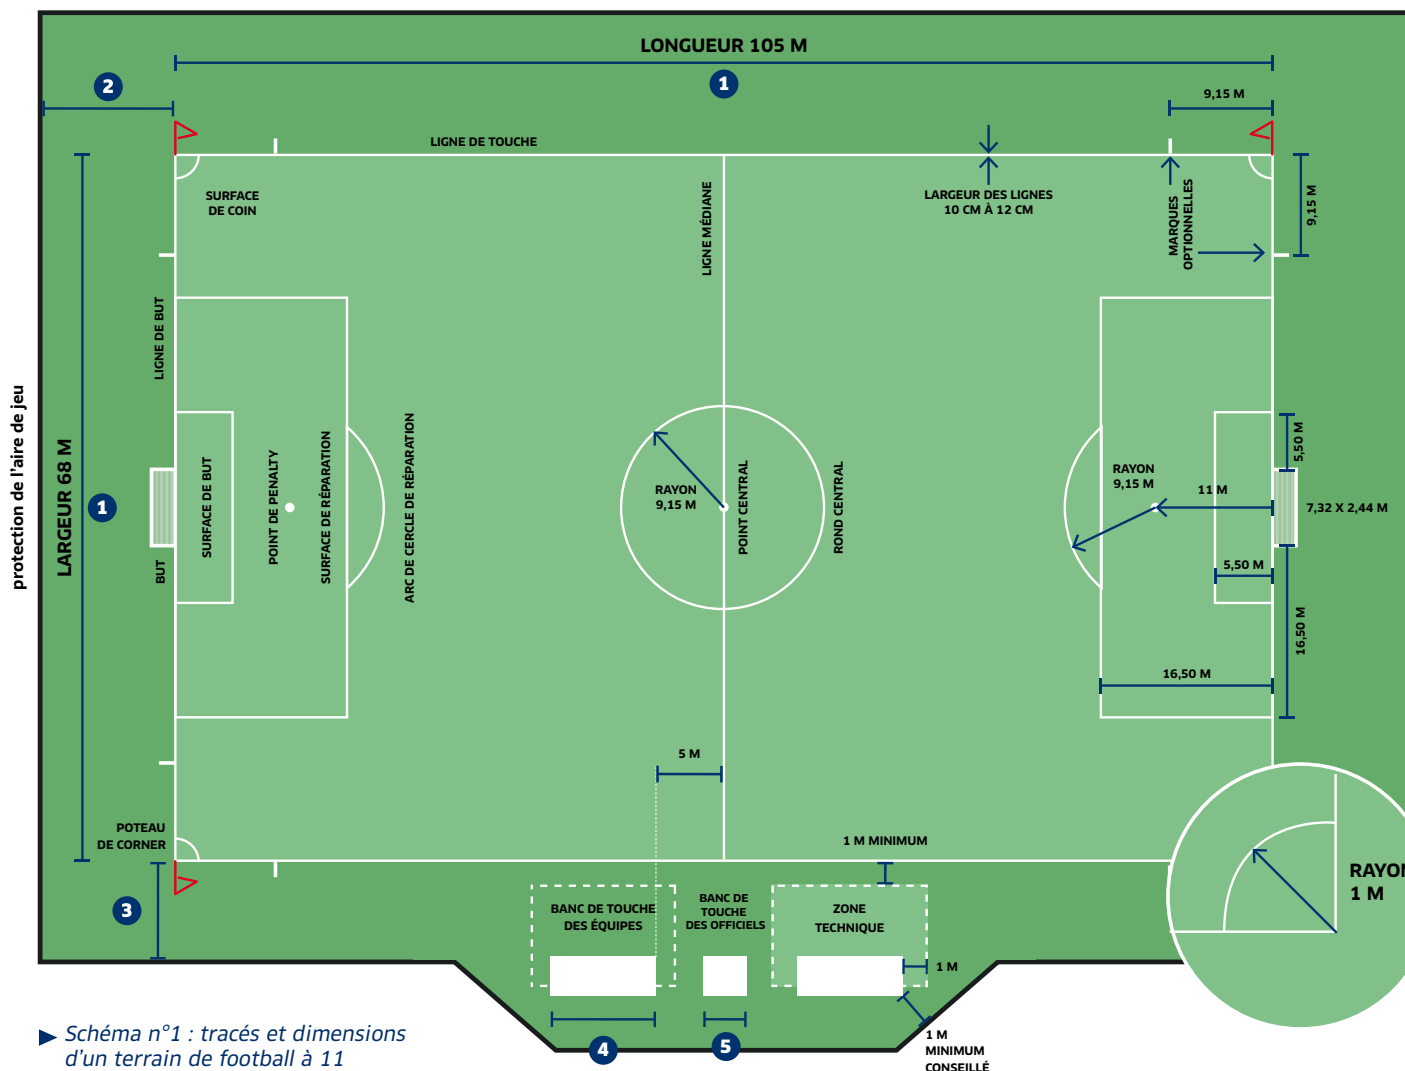 LONGUEUR 105 M
1
2
9,15 M
LIGNE DE TOUCHE
SURFACE
DE COIN
LIGNE MÉDIANE
LARGEUR DES LIGNES
10 CM À 12 CM
MARQUES
OPTIONNELLES
9,15 M
protection de l'aire de jeu
LARGEUR 68 M
1
LIGNE DE BUT
BUT
SURFACE DE BUT
POINT DE PENALTY
SURFACE DE RÉPARATION
ARC DE CERCLE DE RÉPARATION
RAYON
9,15 M
POINT CENTRAL
ROND CENTRAL
RAYON
9,15 M
11 M
5,50 M
7,32 X 2,44 M
5,50 M
16,50 M
16,50 M
5 M
POTEAU
DE CORNER
1 M MINIMUM
RAYON
1 M
3
BANC DE TOUCHE
DES ÉQUIPES
BANC DE
TOUCHE
DES OFFICIELS
ZONE
TECHNIQUE
1 M
4
5
1 M
MINIMUM
CONSEILLÉ
Schéma n°1 : tracés et dimensions
d'un terrain de football à 11